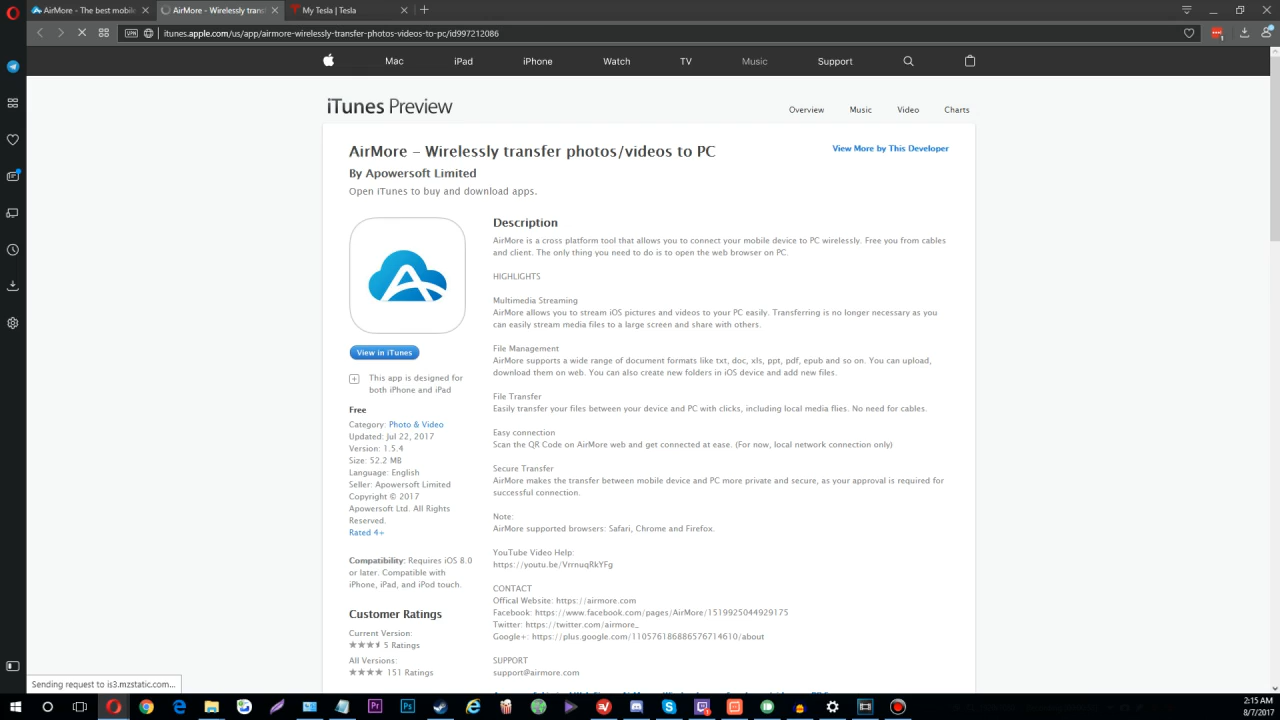 AirMore - The best mobile
AirMore - Wirelessly trans
My Tesla | Tesla
VPN
itunes.apple.com/us/app/airmore-wirelessly-transfer-photos-videos-to-pc/id997212086
Mac
iPad
iPhone
Watch
TV
Music
Support
iTunes Preview
Overview
Music
Video
Charts
AirMore – Wirelessly transfer photos/videos to PC
View More by This Developer
By Apowersoft Limited
Open iTunes to buy and download apps.
Description
AirMore is a cross platform tool that allows you to connect your mobile device to PC wirelessly. Free you from cables
and client. The only thing you need to do is to open the web browser on PC.
HIGHLIGHTS
Multimedia Streaming
AirMore allows you to stream iOS pictures and videos to your PC easily. Transferring is no longer necessary as you
can easily stream media files to a large screen and share with others.
File Management
AirMore supports a wide range of document formats like txt, doc, xls, ppt, pdf, epub and so on. You can upload,
download them on web. You can also create new folders in iOS device and add new files.
File Transfer
Easily transfer your files between your device and PC with clicks, including local media flies. No need for cables.
Easy connection
Scan the QR Code on AirMore web and get connected at ease. (For now, local network connection only)
Secure Transfer
AirMore makes the transfer between mobile device and PC more private and secure, as your approval is required for
successful connection.
Note:
AirMore supported browsers: Safari, Chrome and Firefox.
YouTube Video Help:
https://youtu.be/VrrnuqRkYFg
CONTACT
Offical Website: https://airmore.com
Facebook: https://www.facebook.com/pages/AirMore/1519925044929175
Twitter: https://twitter.com/airmore_
Google+: https://plus.google.com/110576186886576714610/about
SUPPORT
support@airmore.com
View in iTunes
This app is designed for
both iPhone and iPad
Free
Category: Photo & Video
Updated: Jul 22, 2017
Version: 1.5.4
Size: 52.2 MB
Language: English
Seller: Apowersoft Limited
Copyright © 2017
Apowersoft Ltd. All Rights
Reserved.
Rated 4+
Compatibility: Requires iOS 8.0
or later. Compatible with
iPhone, iPad, and iPod touch.
Customer Ratings
Current Version:
5 Ratings
All Versions:
151 Ratings
Sending request to is3.mzstatic.com...
2:15 AM
8/7/2017